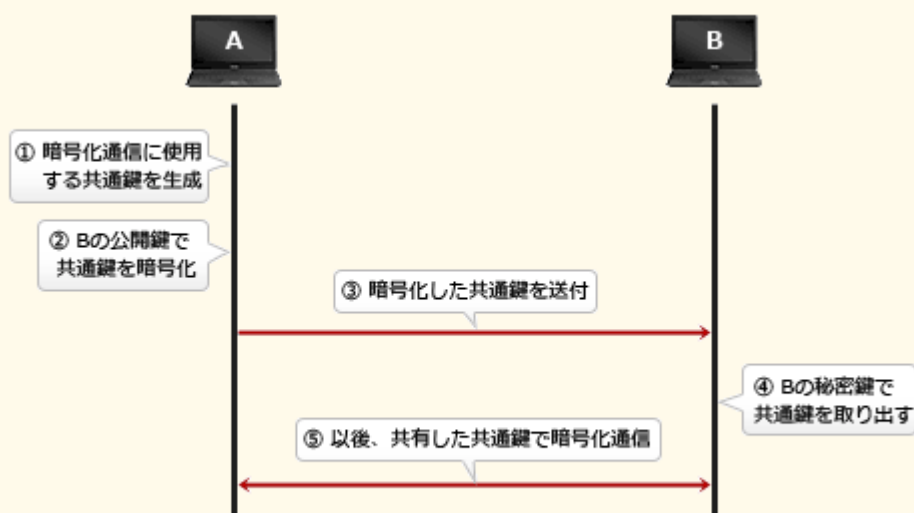 A
B
① 暗号化通信に使用
する共通鍵を生成
② Bの公開鍵で
共通鍵を暗号化
③ 暗号化した共通鍵を送付
④ Bの秘密鍵で
共通鍵を取り出す
⑤ 以後、共有した共通鍵で暗号化通信